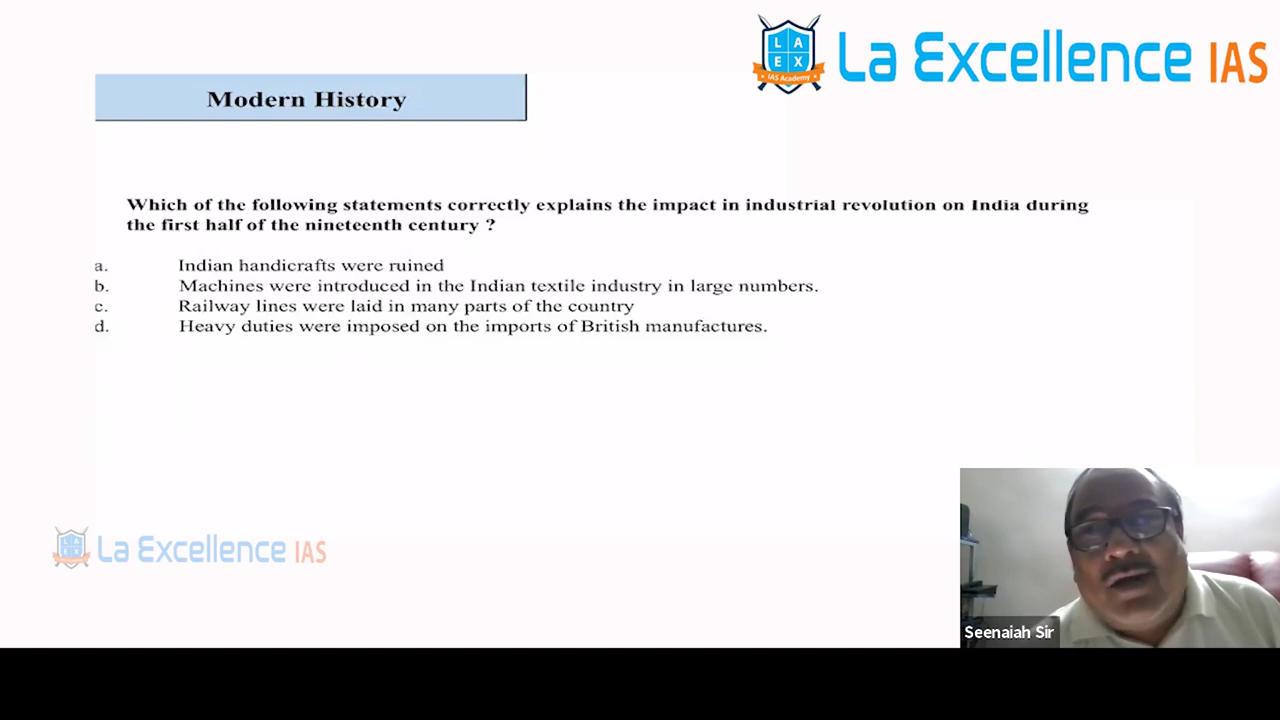 L A
E X
IAS Academy
La Excellence IAS
Modern History
Which of the following statements correctly explains the impact in industrial revolution on India during
the first half of the nineteenth century ?
a. Indian handicrafts were ruined
b. Machines were introduced in the Indian textile industry in large numbers.
c. Railway lines were laid in many parts of the country
d. Heavy duties were imposed on the imports of British manufactures.
L A
E X
La Excellence IAS
Seenaiah Sir